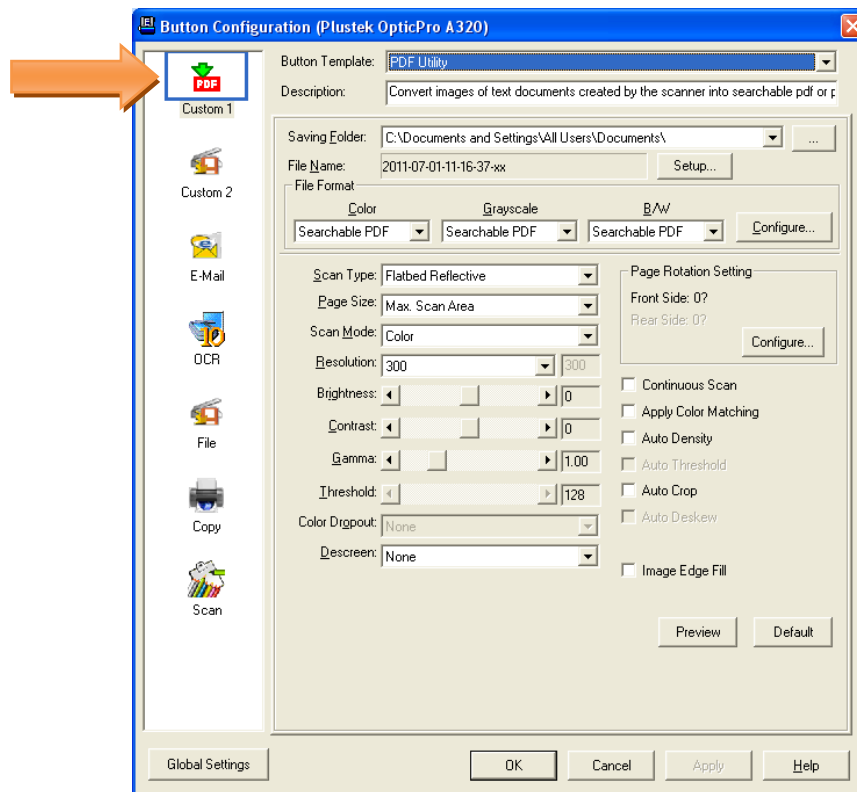 Button Configuration (Plustek OpticPro A320)
PDF
Custom 1
Custom 2
E-Mail
OCR
File
Copy
Scan
Button Template: PDF Utility
Description: Convert images of text documents created by the scanner into searchable pdf or p
Saving Folder: C:\Documents and Settings\All Users\Documents\ ...
File Name: 2011-07-01-11-16-37-xx Setup...
File Format
Color Grayscale B/W
Searchable PDF Searchable PDF Searchable PDF Configure...
Scan Type: Flatbed Reflective
Page Size: Max. Scan Area
Scan Mode: Color
Resolution: 300 300
Brightness: 0
Contrast: 0
Gamma: 1.00
Threshold: 128
Color Dropout: None
Descreen: None
Page Rotation Setting
Front Side: 0?
Rear Side: 0?
Configure...
Continuous Scan
Apply Color Matching
Auto Density
Auto Threshold
Auto Crop
Auto Deskew
Image Edge Fill
Preview Default
Global Settings OK Cancel Apply Help